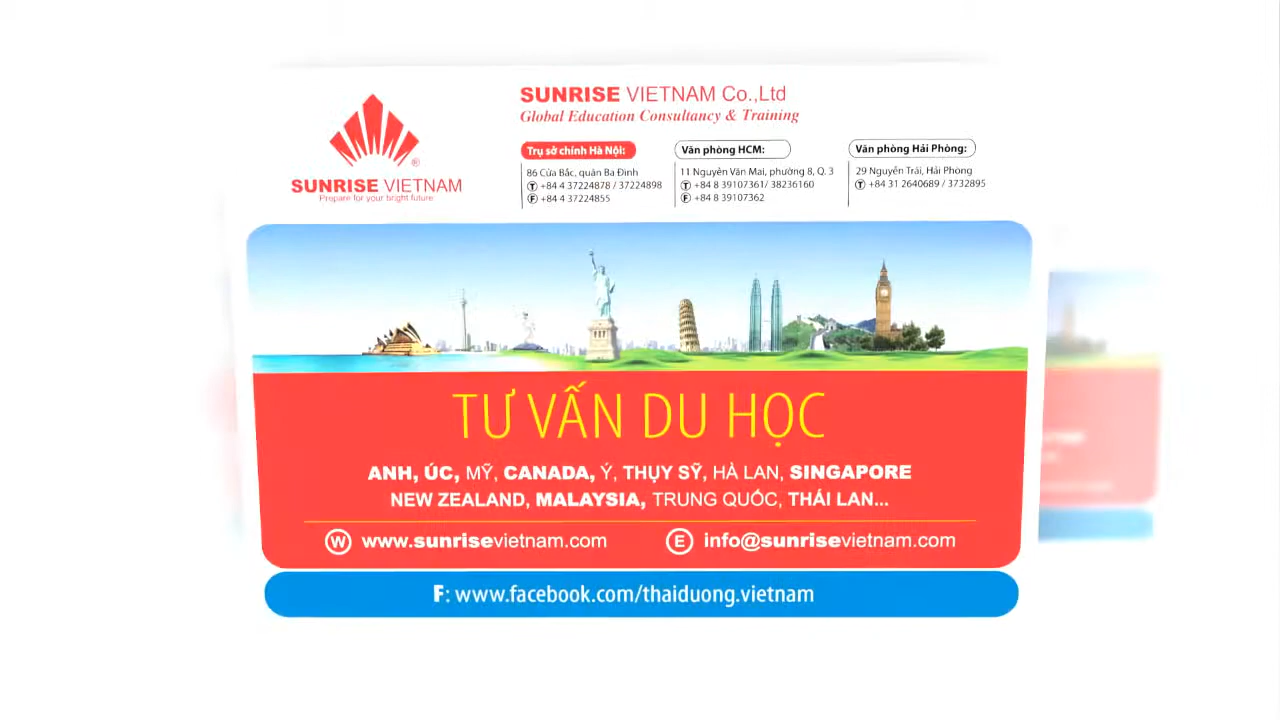 SUNRISE VIETNAM
Prepare for your bright future
SUNRISE VIETNAM Co.,Ltd
Global Education Consultancy & Training
Trụ sở chính Hà Nội:
86 Cửa Bắc, quận Ba Đình
T +84 4 37224878 / 37224898
F +84 4 37224855
Văn phòng HCM:
11 Nguyễn Văn Mai, phường 8, Q. 3
T +84 8 39107361/ 38236160
F +84 8 39107362
Văn phòng Hải Phòng:
29 Nguyễn Trãi, Hải Phòng
T +84 31 2640689 / 3732895
TƯ VẤN DU HỌC
ANH, ÚC, MỸ, CANADA, Ý, THỤY SỸ, HÀ LAN, SINGAPORE
NEW ZEALAND, MALAYSIA, TRUNG QUỐC, THÁI LAN...
W www.sunrisevietnam.com
E info@sunrisevietnam.com
F: www.facebook.com/thaiduong.vietnam